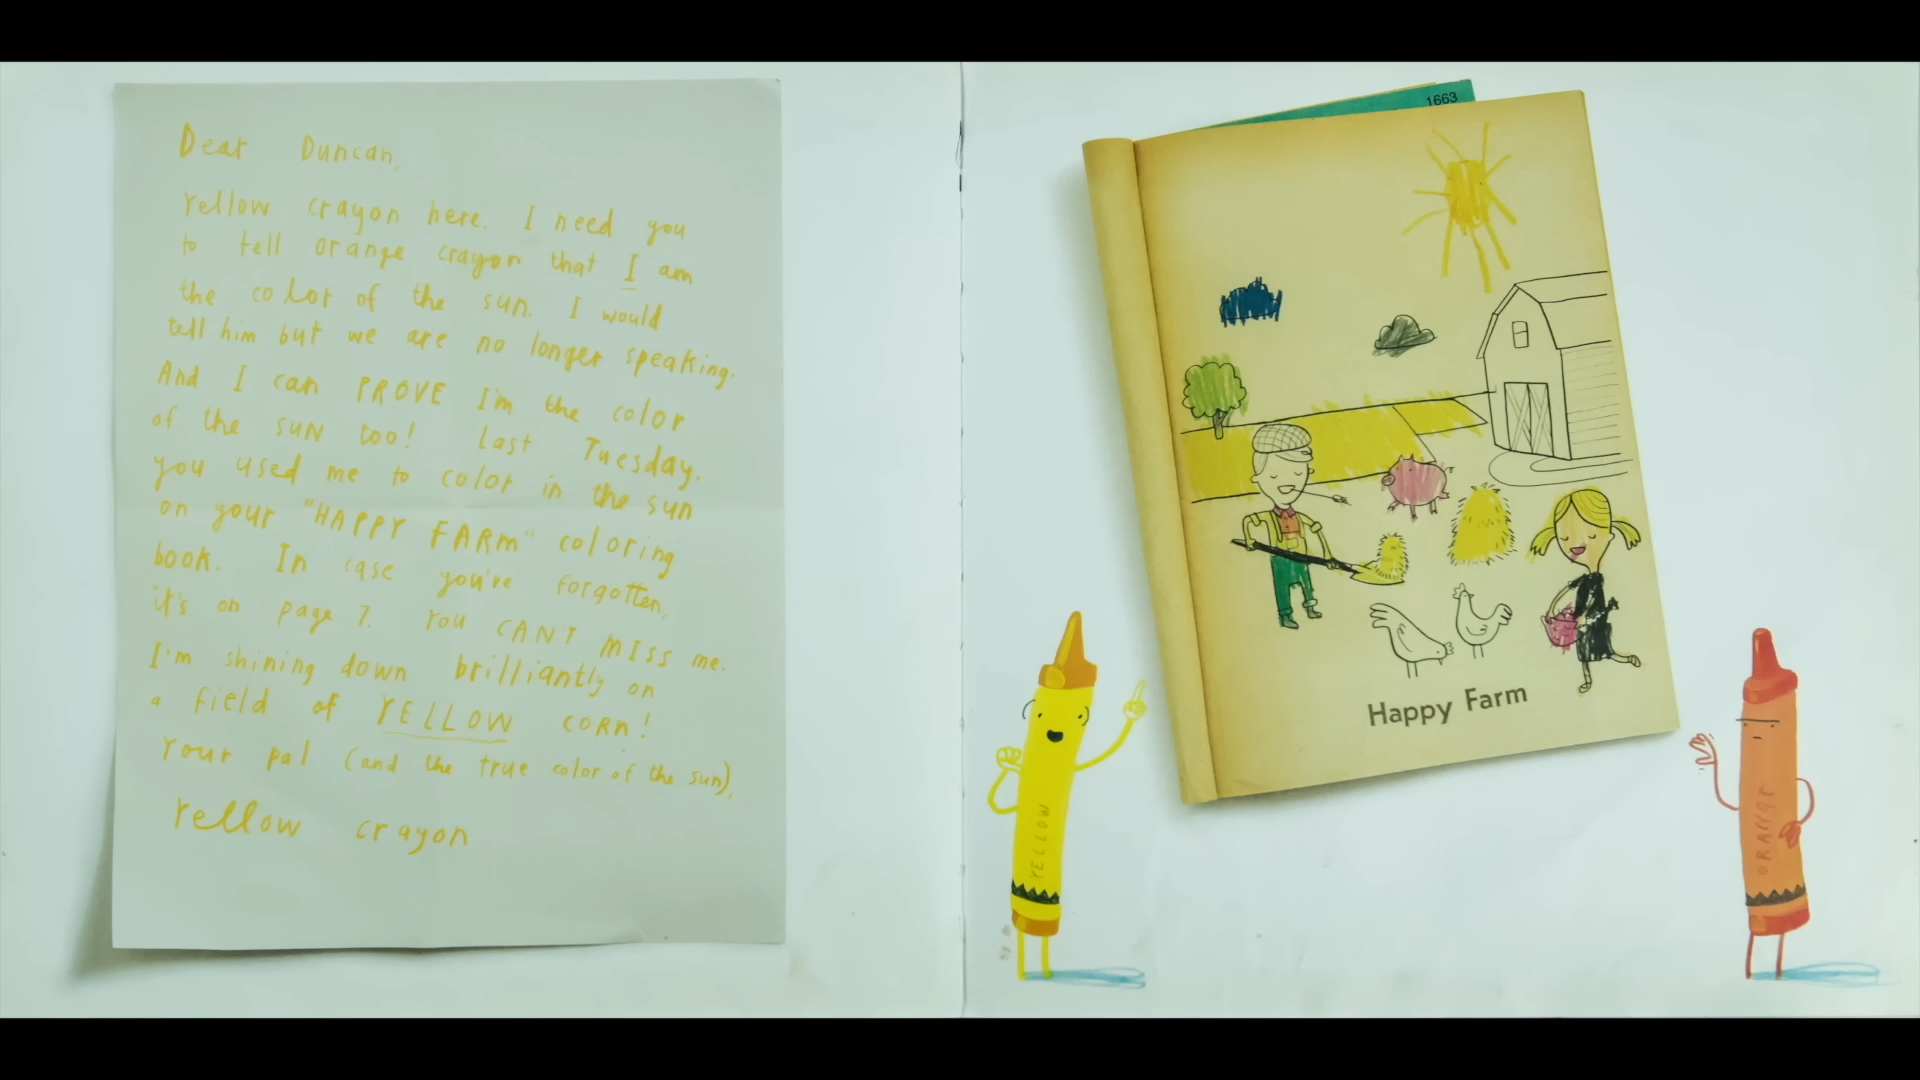 Dear Duncan,
Yellow crayon here. I need you
to tell orange crayon that I am
the color of the sun. I would
tell him but we are no longer speaking.
And I can PROVE I'm the color
of the sun too! Last Tuesday,
you used me to color in the sun
on your "HAPPY FARM" coloring
book. In case you've forgotten,
it's on page 7. You CAN'T MISS me.
I'm shining down brilliantly on
a field of YELLOW CORN!
Your pal (and the true color of the sun),
Yellow crayon
1663
Happy Farm
YELLOW
ORANGE